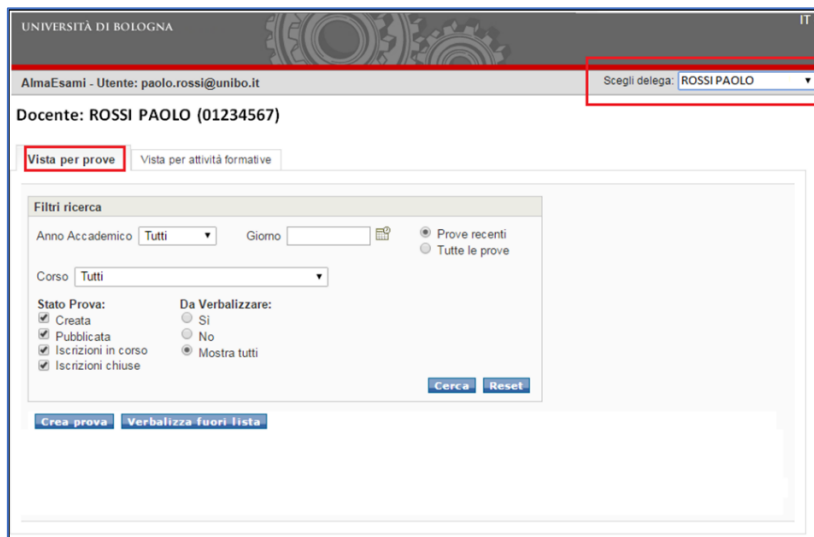 UNIVERSITÀ DI BOLOGNA
IT
AlmaEsami - Utente: paolo.rossi@unibo.it
Scegli delega: ROSSI PAOLO
Docente: ROSSI PAOLO (01234567)
Vista per prove
Vista per attività formative
Filtri ricerca
Anno Accademico Tutti
Giorno
Prove recenti
Tutte le prove
Corso Tutti
Stato Prova:
Creata
Pubblicata
Iscrizioni in corso
Iscrizioni chiuse
Da Verbalizzare:
Sì
No
Mostra tutti
Cerca Reset
Crea prova Verbalizza fuori lista